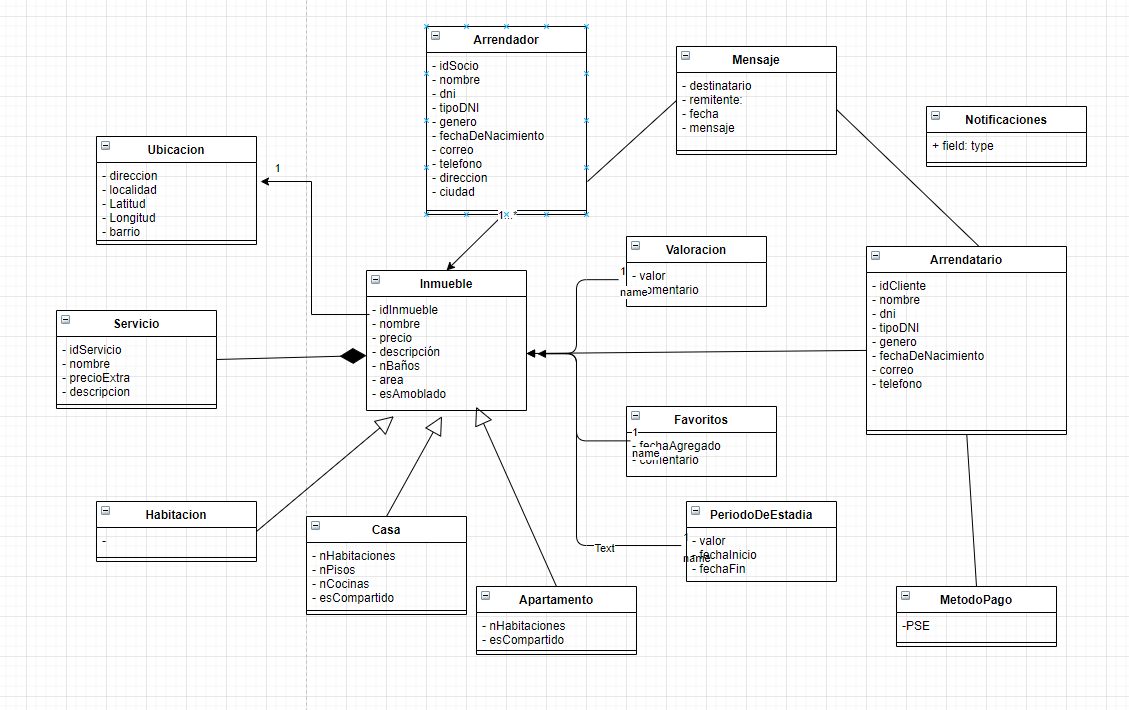 Arrendador
- idSocio
- nombre
- dni
- tipoDNI
- genero
- fechaDeNacimiento
- correo
- telefono
- direccion
- ciudad
Mensaje
- destinatario
- remitente:
- fecha
- mensaje
Notificaciones
+ field: type
Ubicacion
- direccion
- localidad
- Latitud
- Longitud
- barrio
1
1..*
Valoracion
- valor
comentario
1
name
Arrendatario
- idCliente
- nombre
- dni
- tipoDNI
- genero
- fechaDeNacimiento
- correo
- telefono
Inmueble
- idInmueble
- nombre
- precio
- descripción
- nBaños
- area
- esAmoblado
Servicio
- idServicio
- nombre
- precioExtra
- descripcion
Favoritos
1
- fechaAgregado
name
- comentario
Habitacion
-
Casa
- nHabitaciones
- nPisos
- nCocinas
- esCompartido
PeriodoDeEstadia
1
- valor
Text
- fechaInicio
name
- fechaFin
Apartamento
- nHabitaciones
- esCompartido
MetodoPago
-PSE